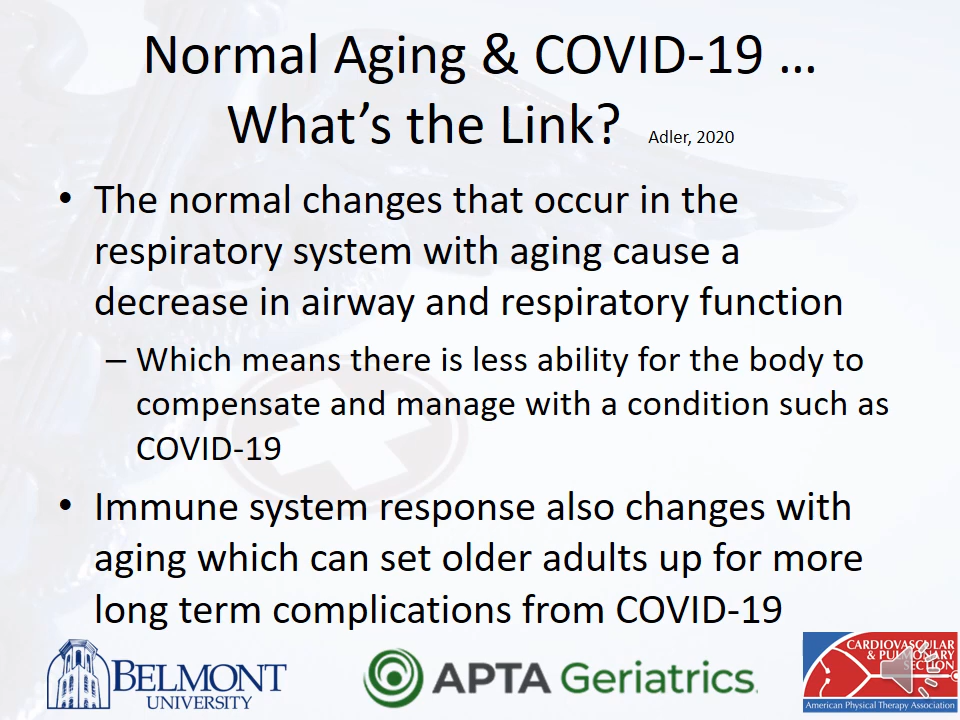 Normal Aging & COVID-19 …
What's the Link? Adler, 2020
• The normal changes that occur in the
respiratory system with aging cause a
decrease in airway and respiratory function
– Which means there is less ability for the body to
compensate and manage with a condition such as
COVID-19
• Immune system response also changes with
aging which can set older adults up for more
long term complications from COVID-19
BELMONT
UNIVERSITY
APTA Geriatrics.
CARDIOVASCULAR
& PULMONARY
SECTION
American Physical Therapy Association